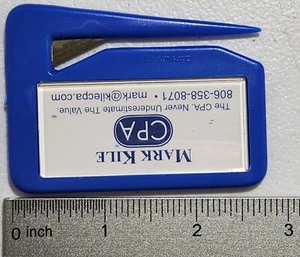 MARK KILE
CPA
The CPA. Never Underestimate The Value.
806-358-8071 • mark@kilecpa.com
0 inch 1 2 3